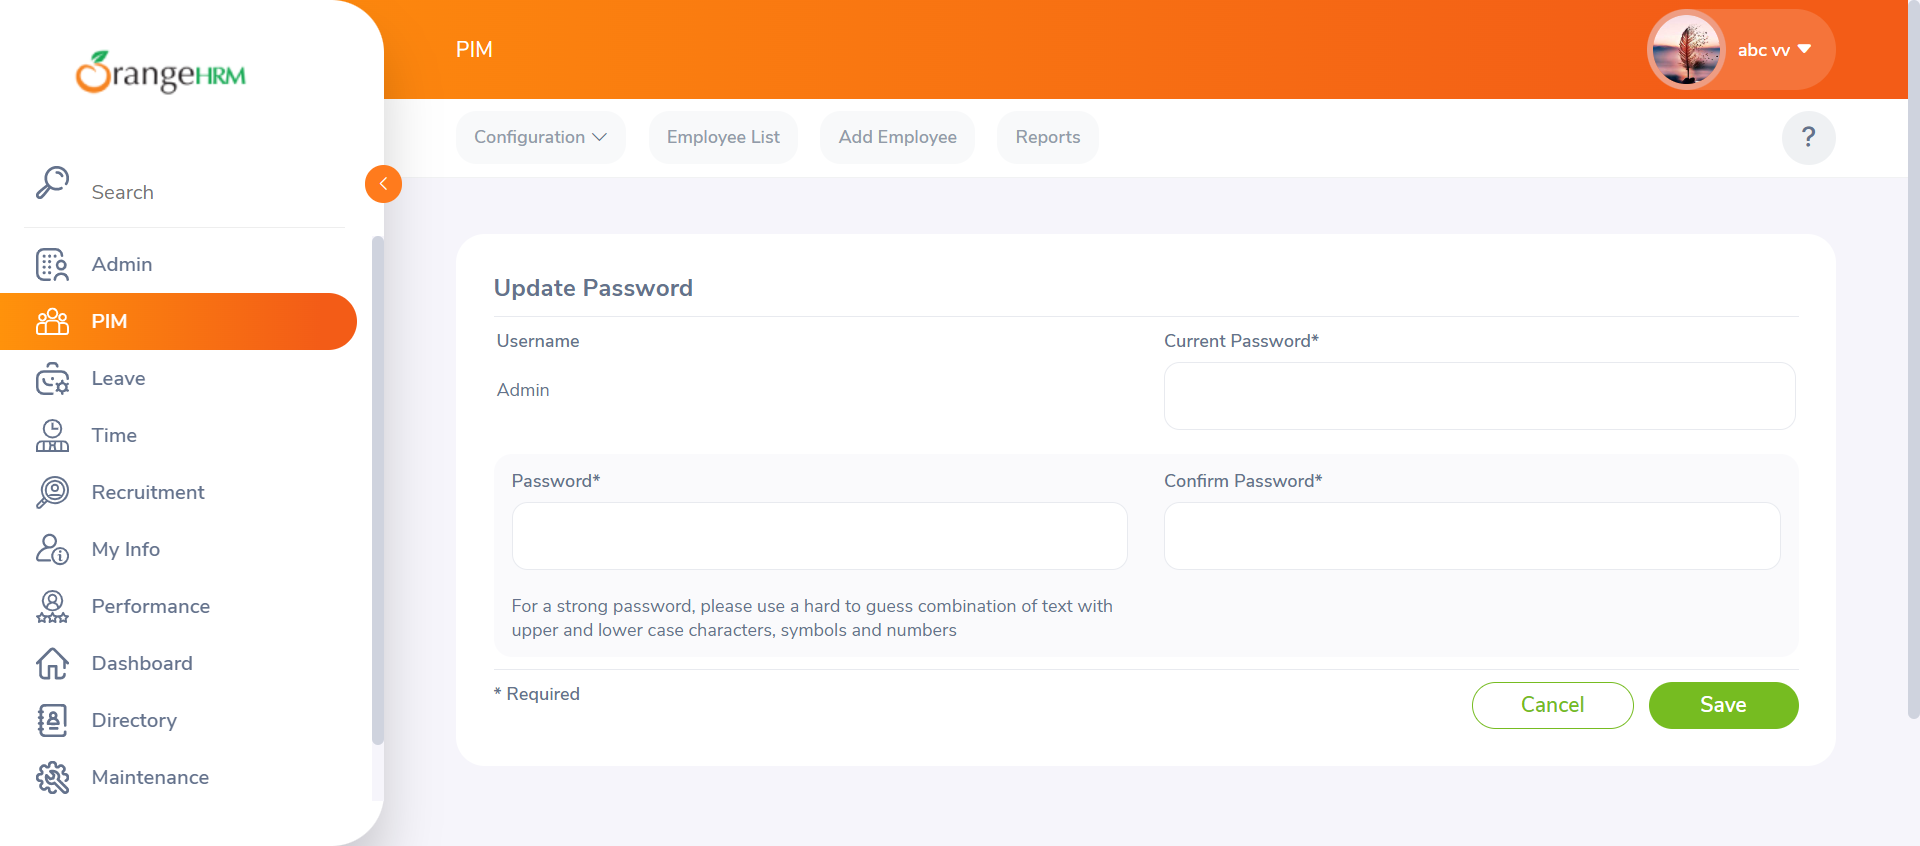 OrangeHRM
PIM
abc vv
Configuration
Employee List
Add Employee
Reports
?
Search
Admin
PIM
Leave
Time
Recruitment
My Info
Performance
Dashboard
Directory
Maintenance
Update Password
Username
Admin
Current Password*
Password*
Confirm Password*
For a strong password, please use a hard to guess combination of text with
upper and lower case characters, symbols and numbers
* Required
Cancel
Save